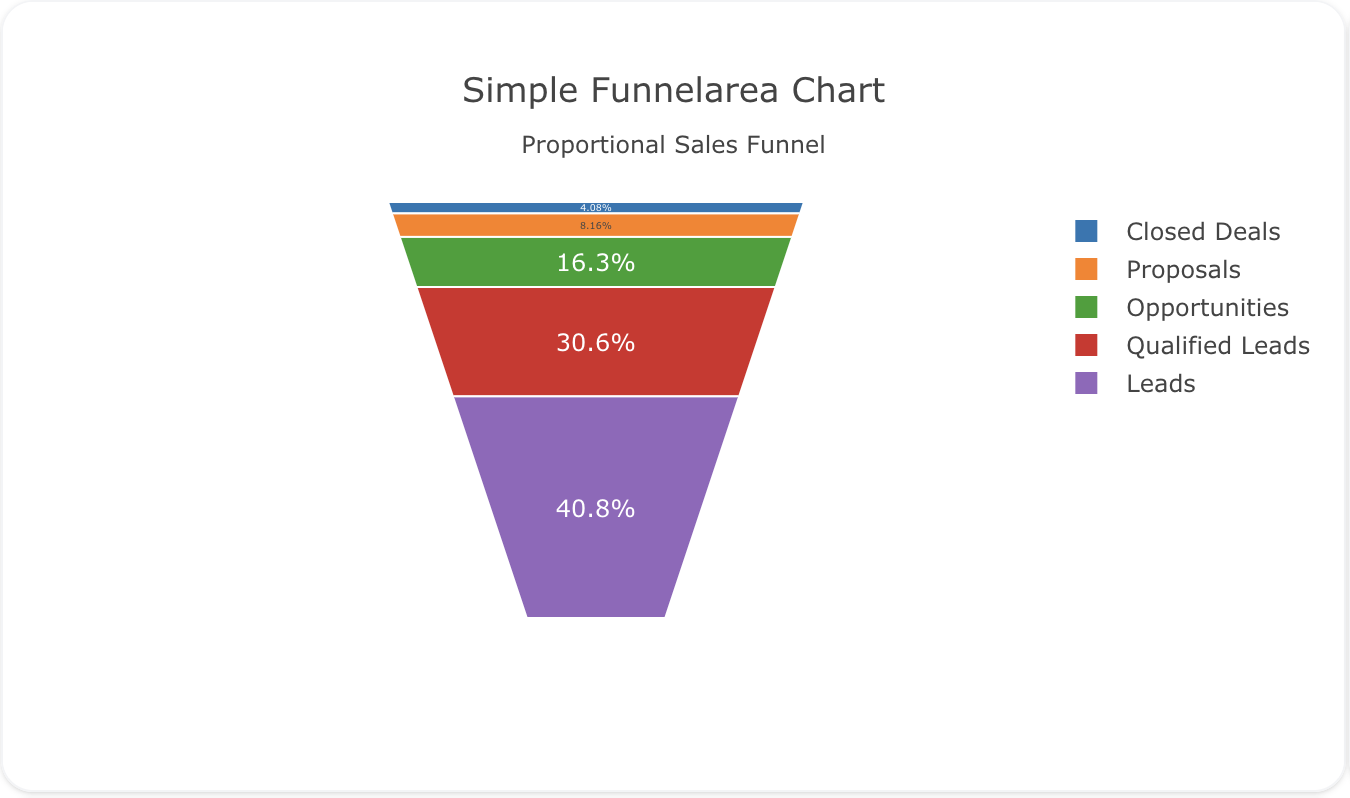 Simple Funnelarea Chart
Proportional Sales Funnel
4.08%
8.16%
16.3%
30.6%
40.8%
Closed Deals
Proposals
Opportunities
Qualified Leads
Leads